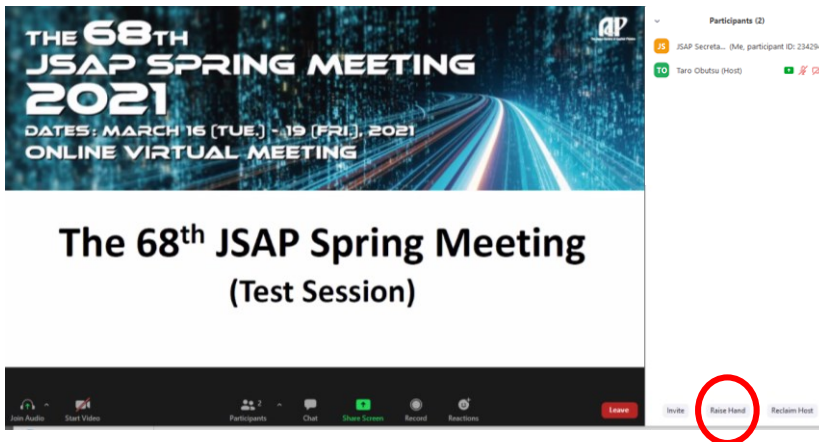 THE 68TH
JSAP SPRING MEETING
2021
DATES: MARCH 16 (TUE.) - 19 (FRI.), 2021
ONLINE VIRTUAL MEETING
The 68th JSAP Spring Meeting
(Test Session)
Join Audio
Start Video
2
Participants
Chat
Share Screen
Record
Reactions
Leave
Participants (2)
JS JSAP Secreta... (Me, participant ID: 23429
TO Taro Obutsu (Host)
Invite
Raise Hand
Reclaim Host